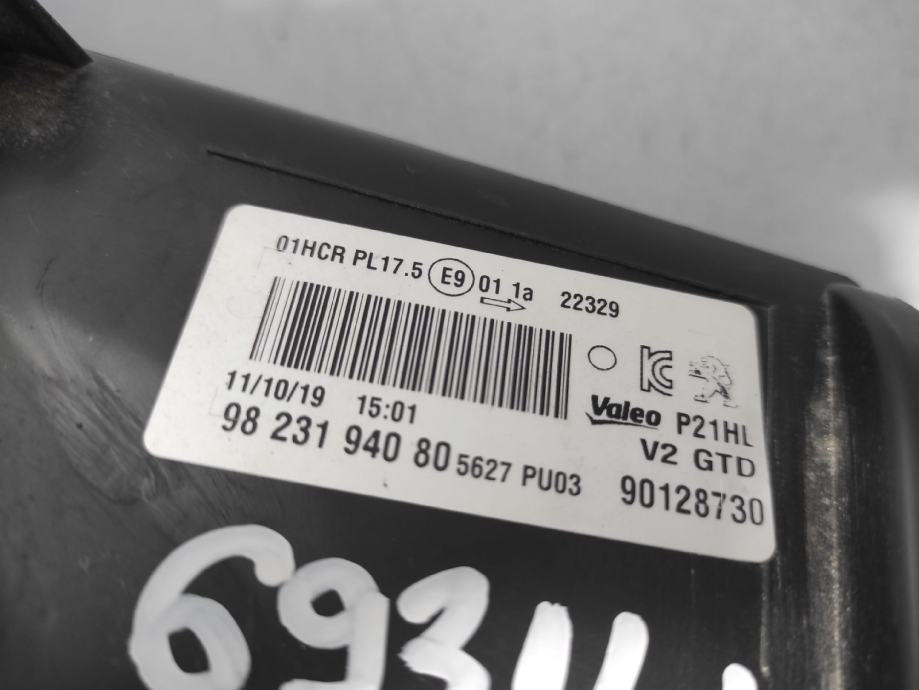 01HCR PL17.5 E9 01 1a 22329
11/10/19 15:01
Valeo P21HL
98 231 940 80 5627 PU03
V2 GTD
90128730